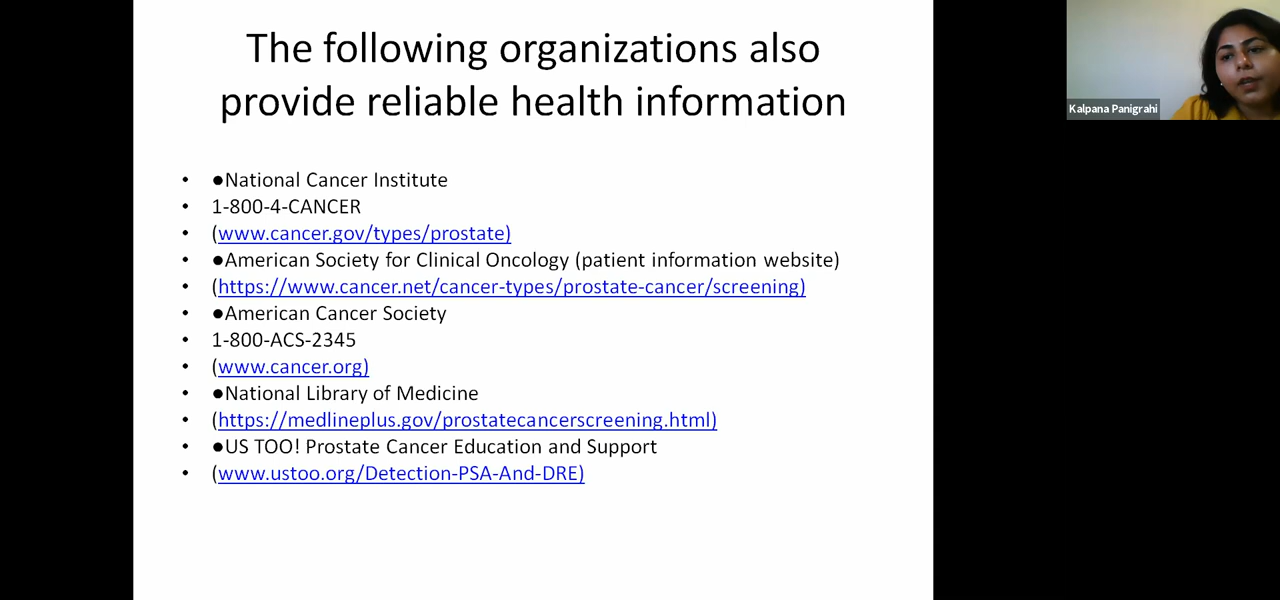 The following organizations also
provide reliable health information
• ●National Cancer Institute
• 1-800-4-CANCER
• (www.cancer.gov/types/prostate)
• ●American Society for Clinical Oncology (patient information website)
• (https://www.cancer.net/cancer-types/prostate-cancer/screening)
• ●American Cancer Society
• 1-800-ACS-2345
• (www.cancer.org)
• ●National Library of Medicine
• (https://medlineplus.gov/prostatecancerscreening.html)
• ●US TOO! Prostate Cancer Education and Support
• (www.ustoo.org/Detection-PSA-And-DRE)
Kalpana Panigrahi